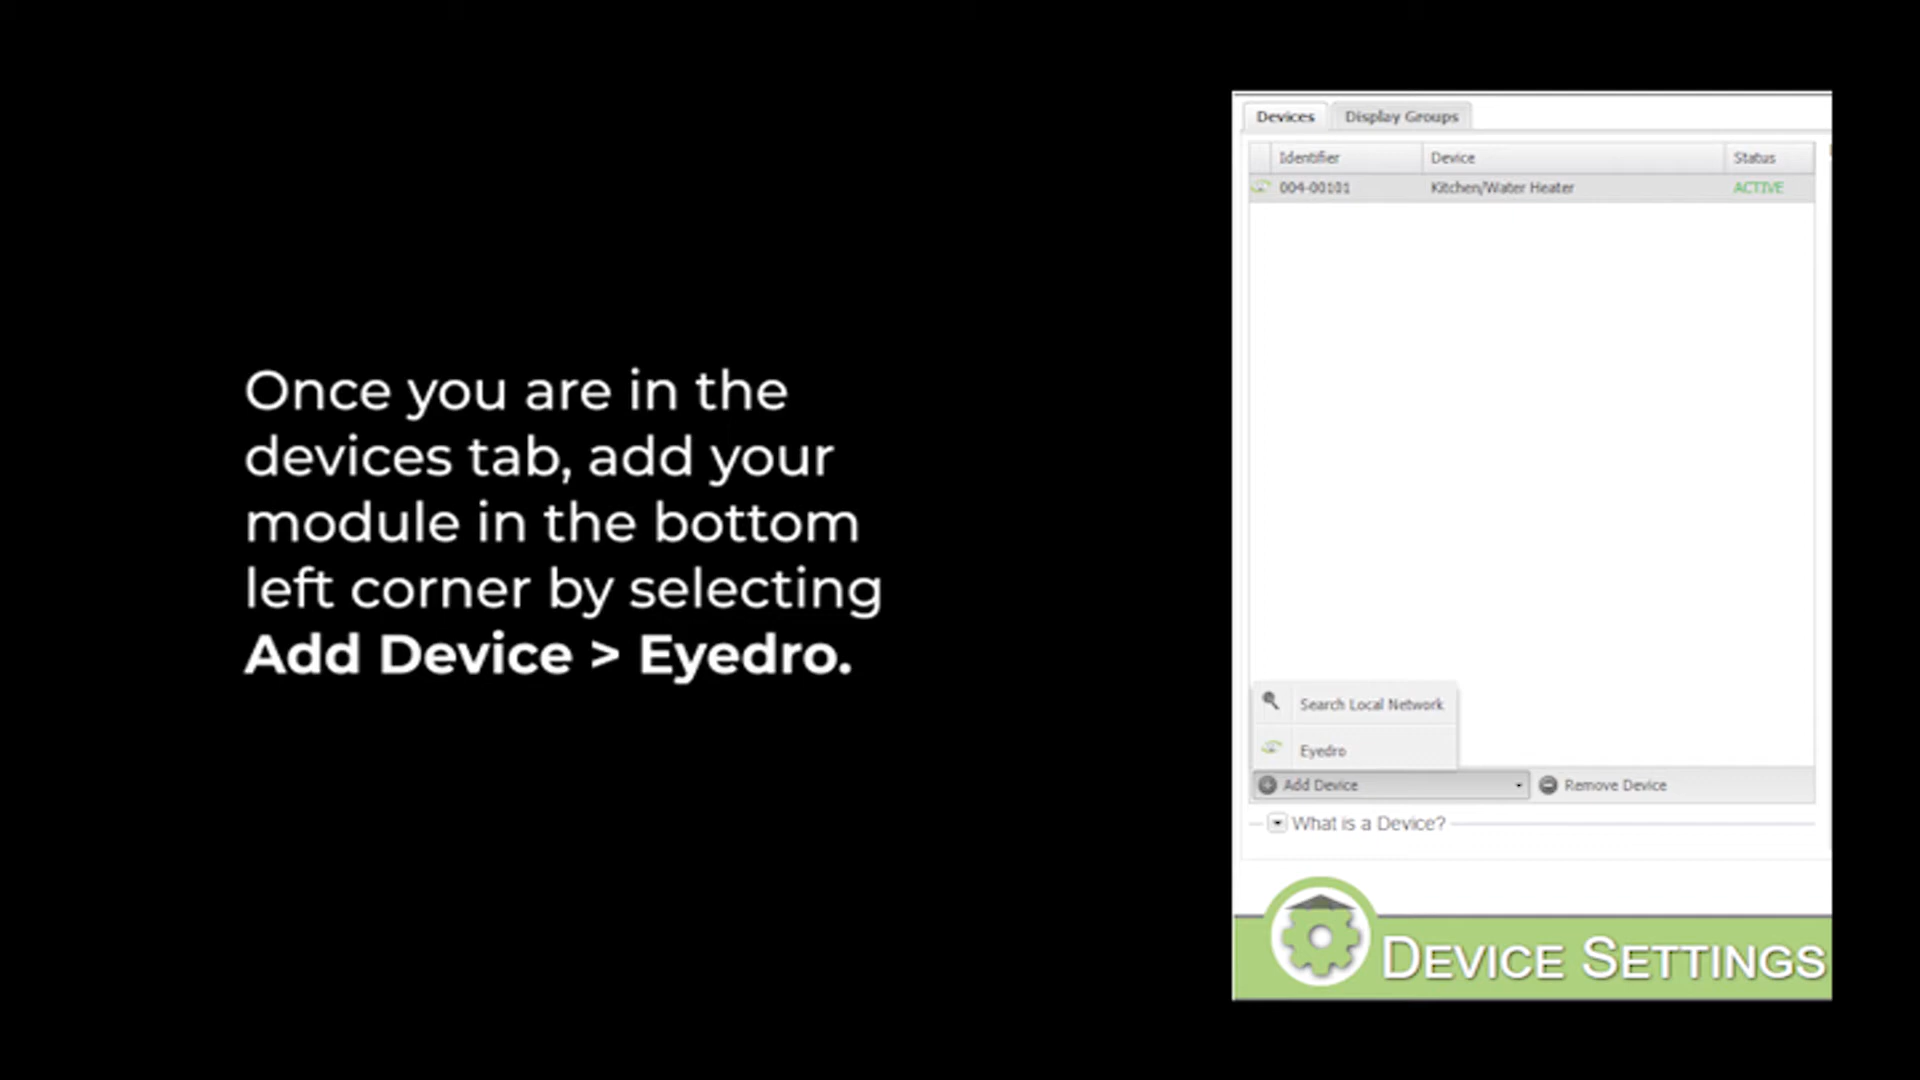 Once you are in the
devices tab, add your
module in the bottom
left corner by selecting
Add Device > Eyedro.
Devices Display Groups
Identifier Device Status
004-00101 Kitchen/Water Heater ACTIVE
Search Local Network
Eyedro
Add Device Remove Device
What is a Device?
DEVICE SETTINGS